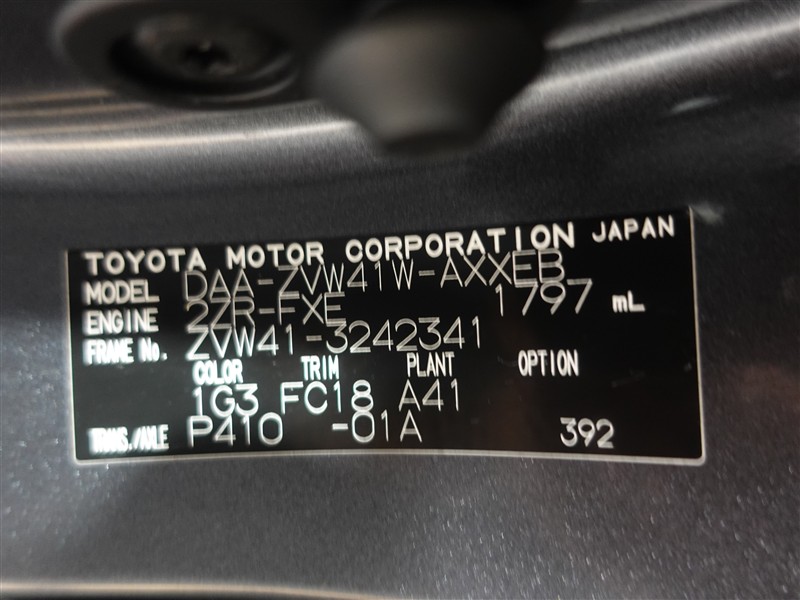 TOYOTA MOTOR CORPORATION JAPAN
MODEL DAA-ZVW41W-AXXEB
ENGINE 2ZR-FXE 1797 mL
FRAME No. ZVW41-3242341
COLOR TRIM PLANT OPTION
1G3 FC18 A41
TRANS./AXLE P410 -01A 392